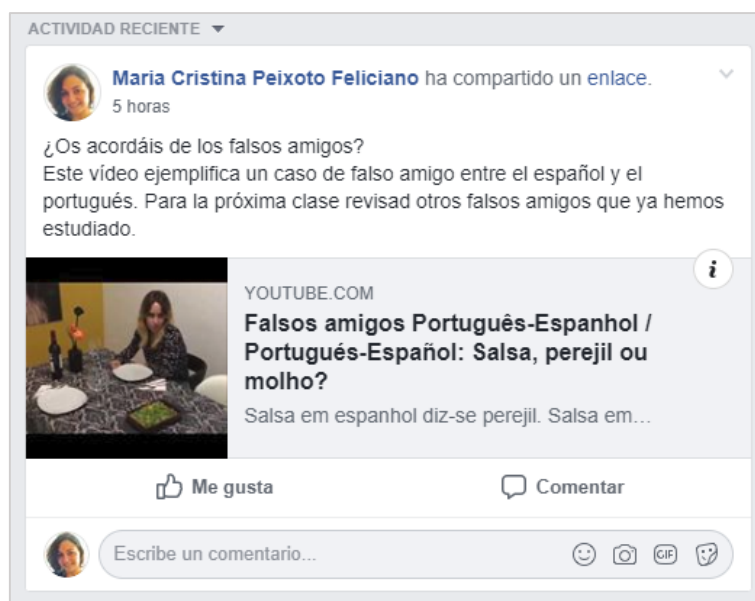 ACTIVIDAD RECIENTE
Maria Cristina Peixoto Feliciano ha compartido un enlace.
5 horas
¿Os acordáis de los falsos amigos?
Este vídeo ejemplifica un caso de falso amigo entre el español y el
portugués. Para la próxima clase revisad otros falsos amigos que ya hemos
estudiado.
i
YOUTUBE.COM
Falsos amigos Português-Espanhol /
Portugués-Español: Salsa, perejil ou
molho?
Salsa em espanhol diz-se perejil. Salsa em...
Me gusta
Comentar
Escribe un comentario...
GIF